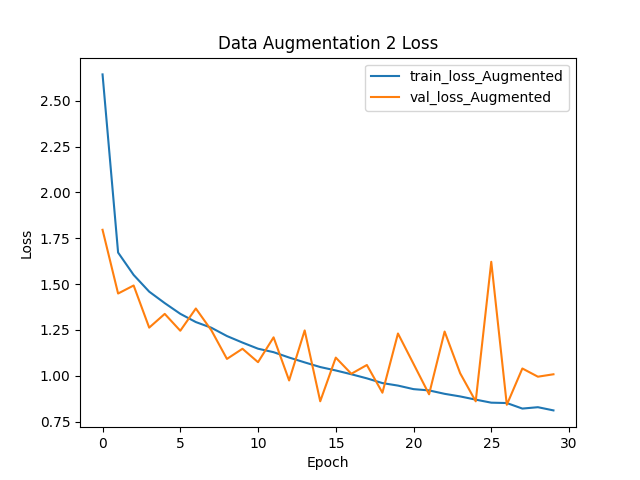 Data Augmentation 2 Loss
train_loss_Augmented
val_loss_Augmented
2.50
2.25
2.00
1.75
1.50
1.25
1.00
0.75
Loss
0 5 10 15 20 25 30
Epoch